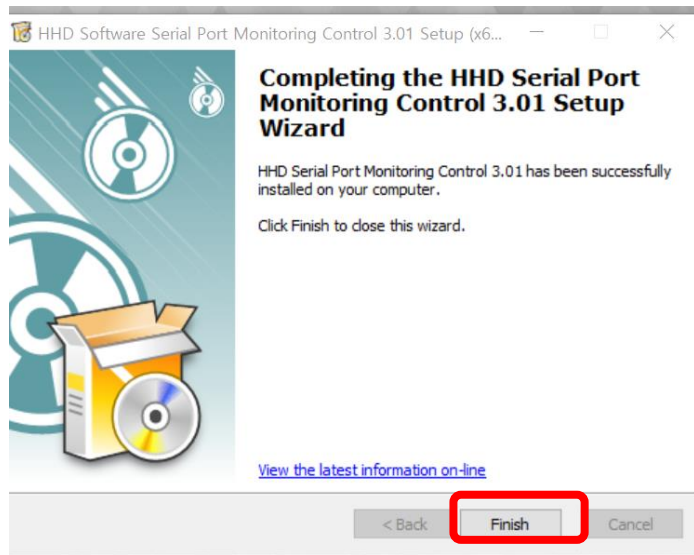 HHD Software Serial Port Monitoring Control 3.01 Setup (x6...
Completing the HHD Serial Port
Monitoring Control 3.01 Setup
Wizard
HHD Serial Port Monitoring Control 3.01 has been successfully
installed on your computer.
Click Finish to close this wizard.
View the latest information on-line
< Back Finish Cancel